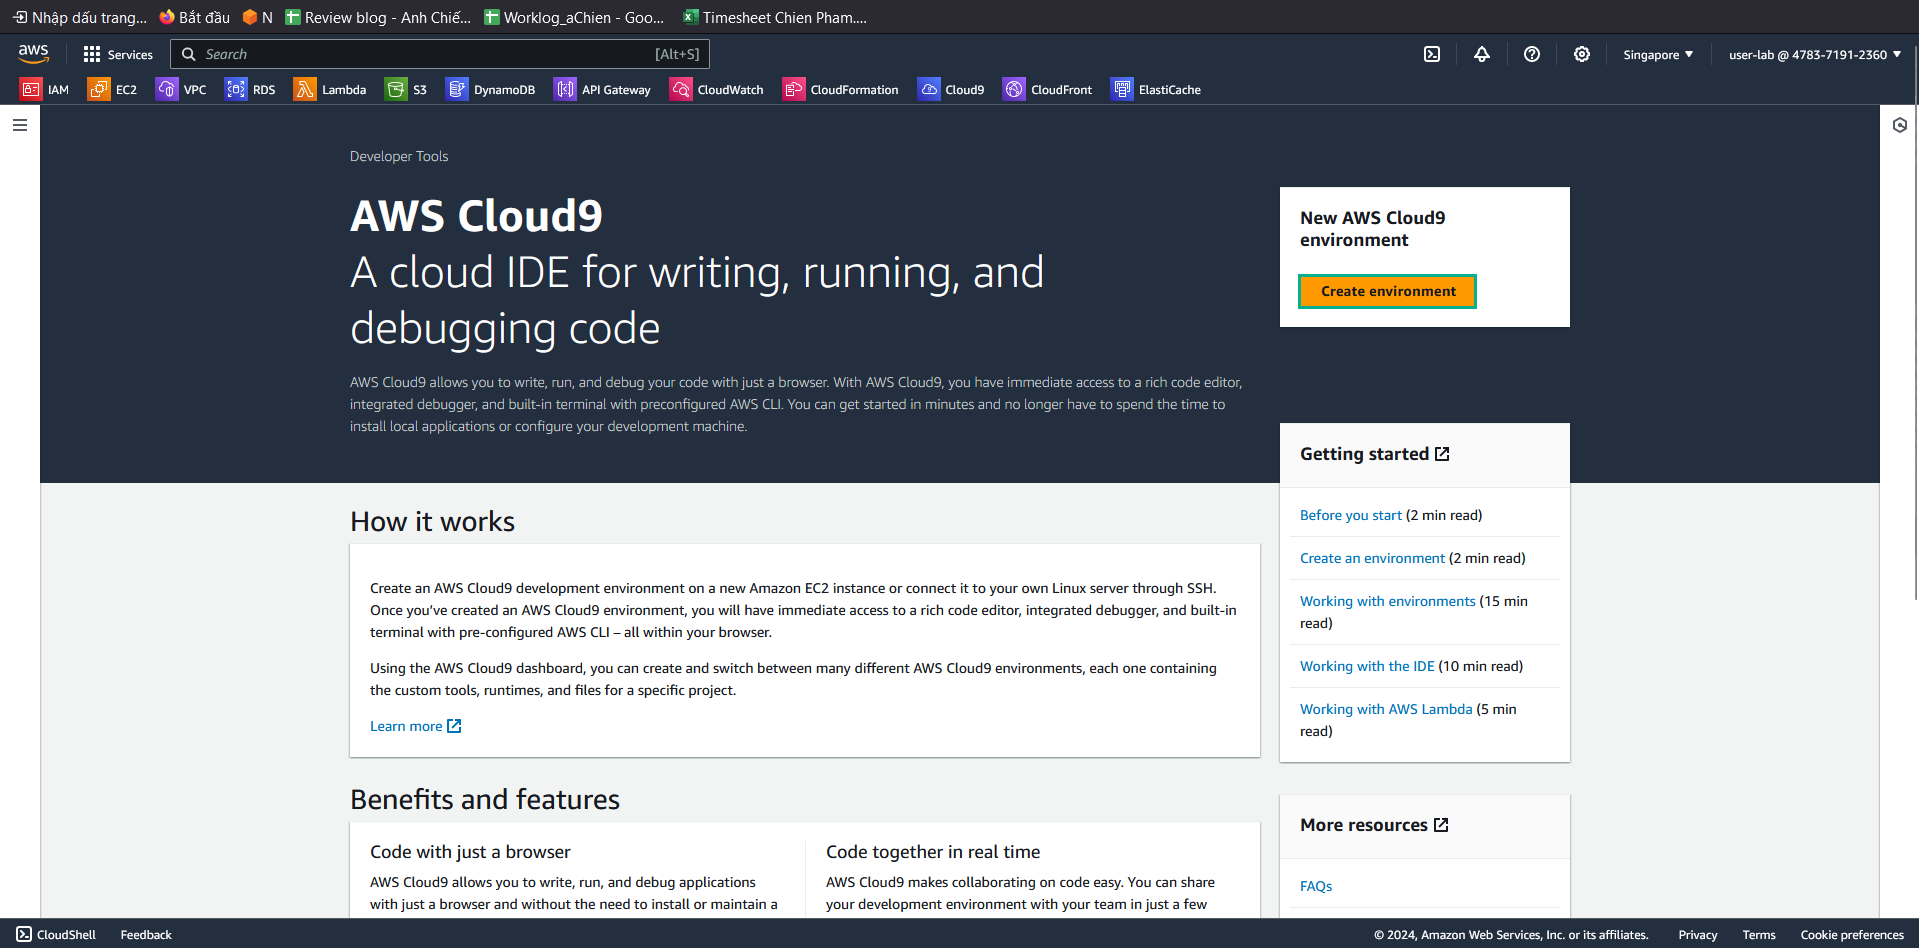 Nhập dấu trang...
Bắt đầu
N
Review blog - Anh Chiế...
Worklog_aChien - Goo...
Timesheet Chien Pham....
aws
Services
Search
[Alt+S]
Singapore
user-lab @ 4783-7191-2360
IAM
EC2
VPC
RDS
Lambda
S3
DynamoDB
API Gateway
CloudWatch
CloudFormation
Cloud9
CloudFront
ElastiCache
Developer Tools
AWS Cloud9
A cloud IDE for writing, running, and
debugging code
AWS Cloud9 allows you to write, run, and debug your code with just a browser. With AWS Cloud9, you have immediate access to a rich code editor,
integrated debugger, and built-in terminal with preconfigured AWS CLI. You can get started in minutes and no longer have to spend the time to
install local applications or configure your development machine.
New AWS Cloud9
environment
Create environment
Getting started
Before you start (2 min read)
Create an environment (2 min read)
Working with environments (15 min
read)
Working with the IDE (10 min read)
Working with AWS Lambda (5 min
read)
How it works
Create an AWS Cloud9 development environment on a new Amazon EC2 instance or connect it to your own Linux server through SSH.
Once you’ve created an AWS Cloud9 environment, you will have immediate access to a rich code editor, integrated debugger, and built-in
terminal with pre-configured AWS CLI – all within your browser.
Using the AWS Cloud9 dashboard, you can create and switch between many different AWS Cloud9 environments, each one containing
the custom tools, runtimes, and files for a specific project.
Learn more
Benefits and features
Code with just a browser
AWS Cloud9 allows you to write, run, and debug applications
with just a browser and without the need to install or maintain a
Code together in real time
AWS Cloud9 makes collaborating on code easy. You can share
your development environment with your team in just a few
More resources
FAQs
CloudShell
Feedback
© 2024, Amazon Web Services, Inc. or its affiliates.
Privacy
Terms
Cookie preferences